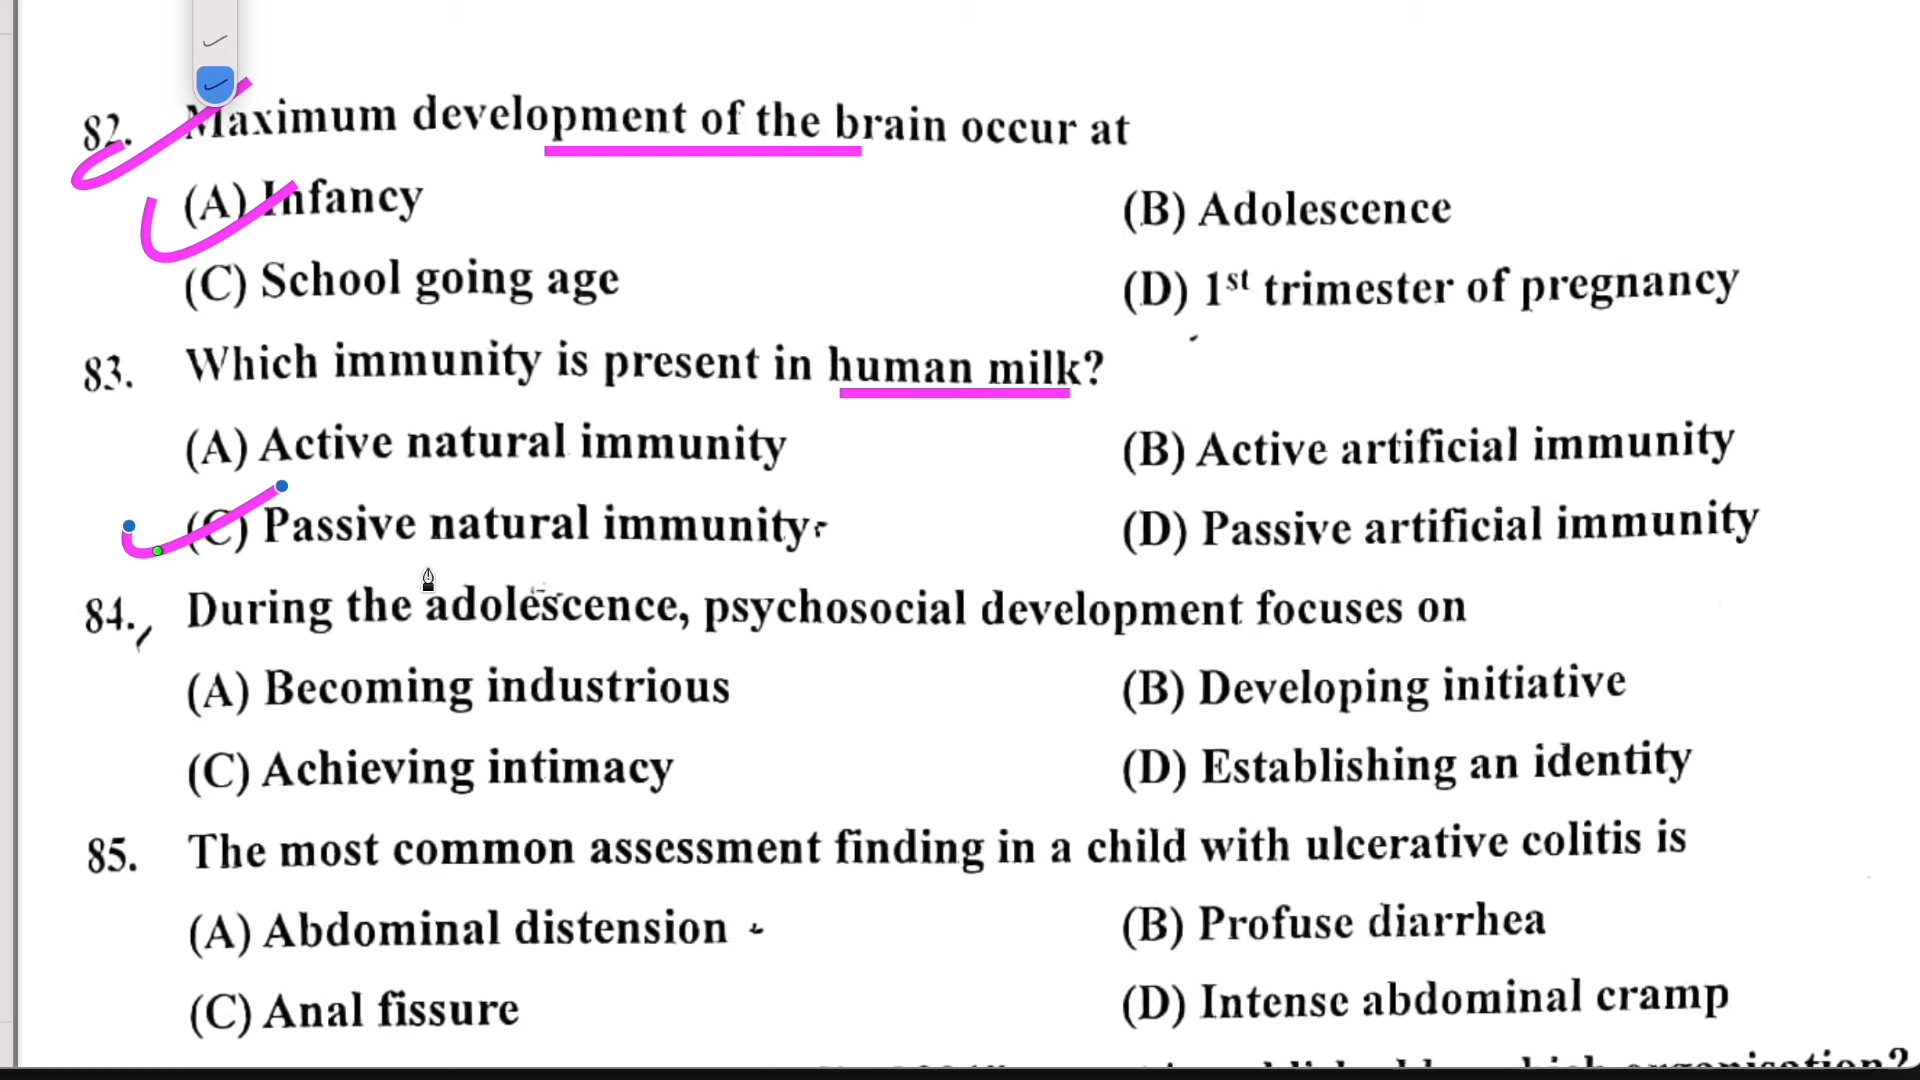 82. Maximum development of the brain occur at
(A) Infancy (B) Adolescence
(C) School going age (D) 1st trimester of pregnancy
83. Which immunity is present in human milk?
(A) Active natural immunity (B) Active artificial immunity
(C) Passive natural immunity (D) Passive artificial immunity
84. During the adolescence, psychosocial development focuses on
(A) Becoming industrious (B) Developing initiative
(C) Achieving intimacy (D) Establishing an identity
85. The most common assessment finding in a child with ulcerative colitis is
(A) Abdominal distension (B) Profuse diarrhea
(C) Anal fissure (D) Intense abdominal cramp
which organisation?